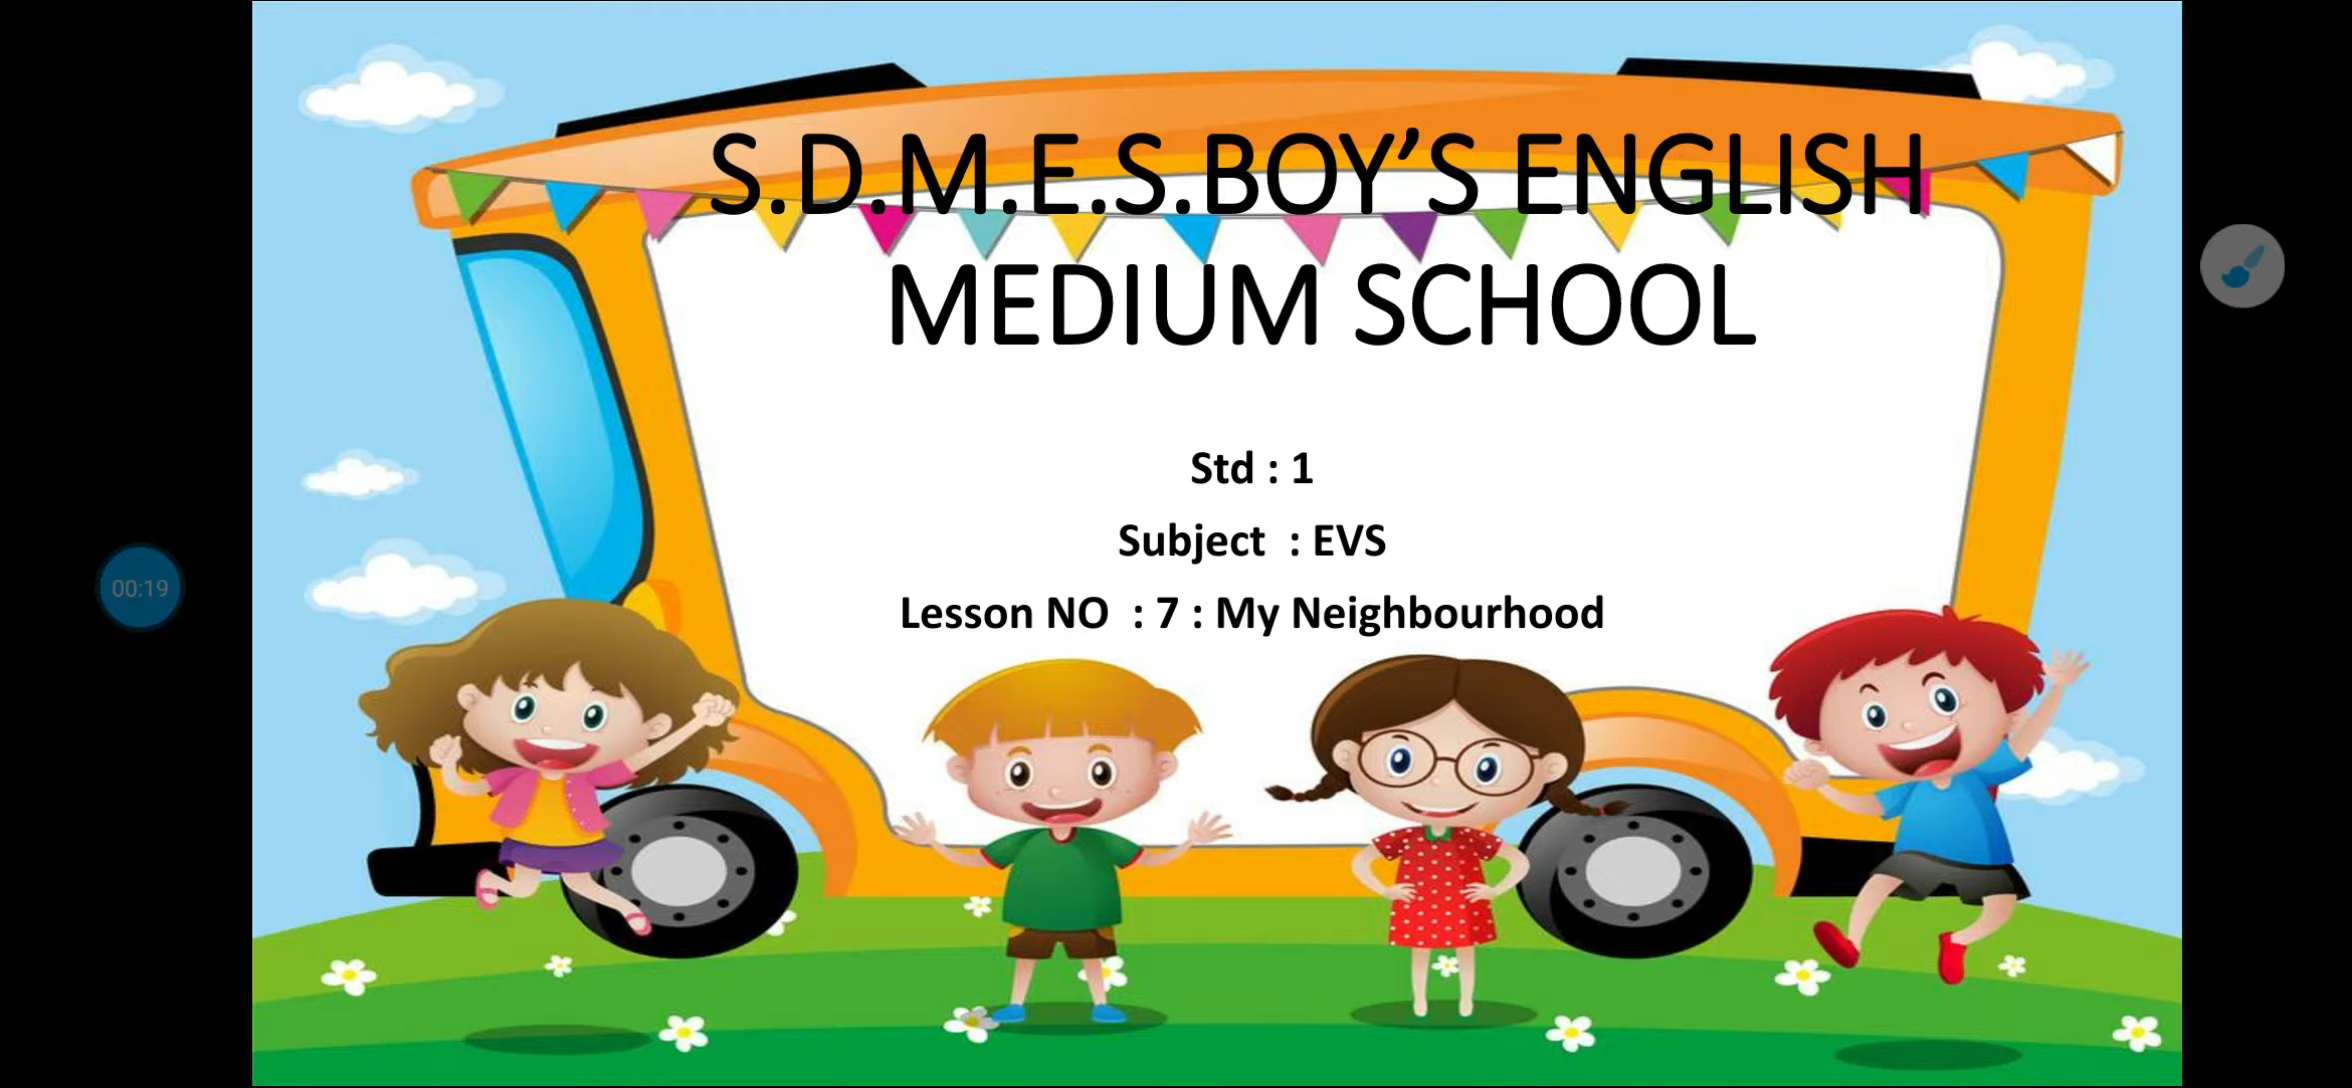 S.D.M.E.S.BOY’S ENGLISH
MEDIUM SCHOOL
Std : 1
Subject : EVS
Lesson NO : 7 : My Neighbourhood
00:19